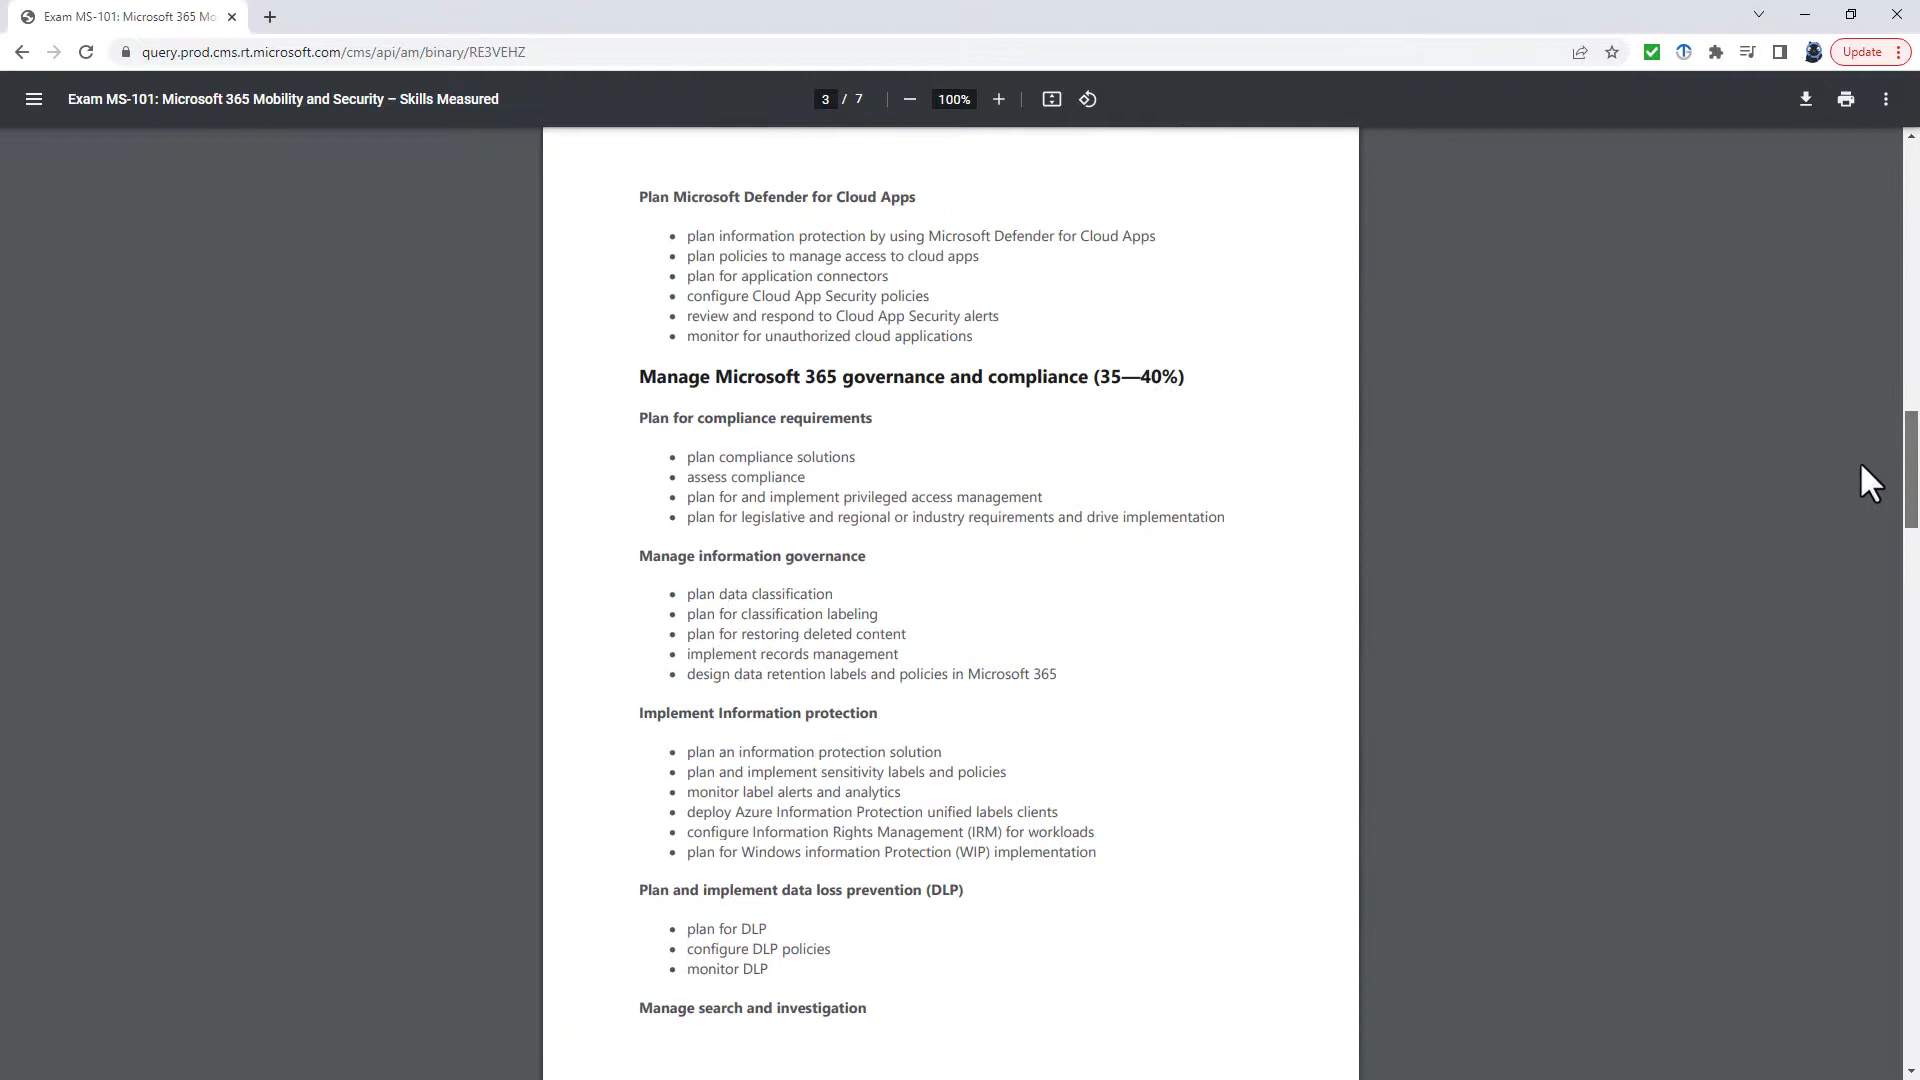 Exam MS-101: Microsoft 365 Mo
query.prod.cms.rt.microsoft.com/cms/api/am/binary/RE3VEHZ
Update
Exam MS-101: Microsoft 365 Mobility and Security – Skills Measured
3 / 7
100%
Plan Microsoft Defender for Cloud Apps
• plan information protection by using Microsoft Defender for Cloud Apps
• plan policies to manage access to cloud apps
• plan for application connectors
• configure Cloud App Security policies
• review and respond to Cloud App Security alerts
• monitor for unauthorized cloud applications
Manage Microsoft 365 governance and compliance (35—40%)
Plan for compliance requirements
• plan compliance solutions
• assess compliance
• plan for and implement privileged access management
• plan for legislative and regional or industry requirements and drive implementation
Manage information governance
• plan data classification
• plan for classification labeling
• plan for restoring deleted content
• implement records management
• design data retention labels and policies in Microsoft 365
Implement Information protection
• plan an information protection solution
• plan and implement sensitivity labels and policies
• monitor label alerts and analytics
• deploy Azure Information Protection unified labels clients
• configure Information Rights Management (IRM) for workloads
• plan for Windows information Protection (WIP) implementation
Plan and implement data loss prevention (DLP)
• plan for DLP
• configure DLP policies
• monitor DLP
Manage search and investigation